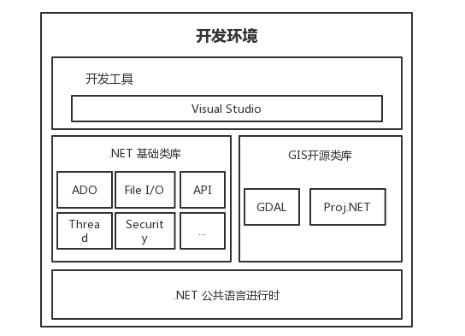 开发环境
开发工具
Visual Studio
.NET 基础类库
ADO
File I/O
API
Threa
d
Securit
y
...
GIS开源类库
GDAL
Proj.NET
.NET 公共语言进行时